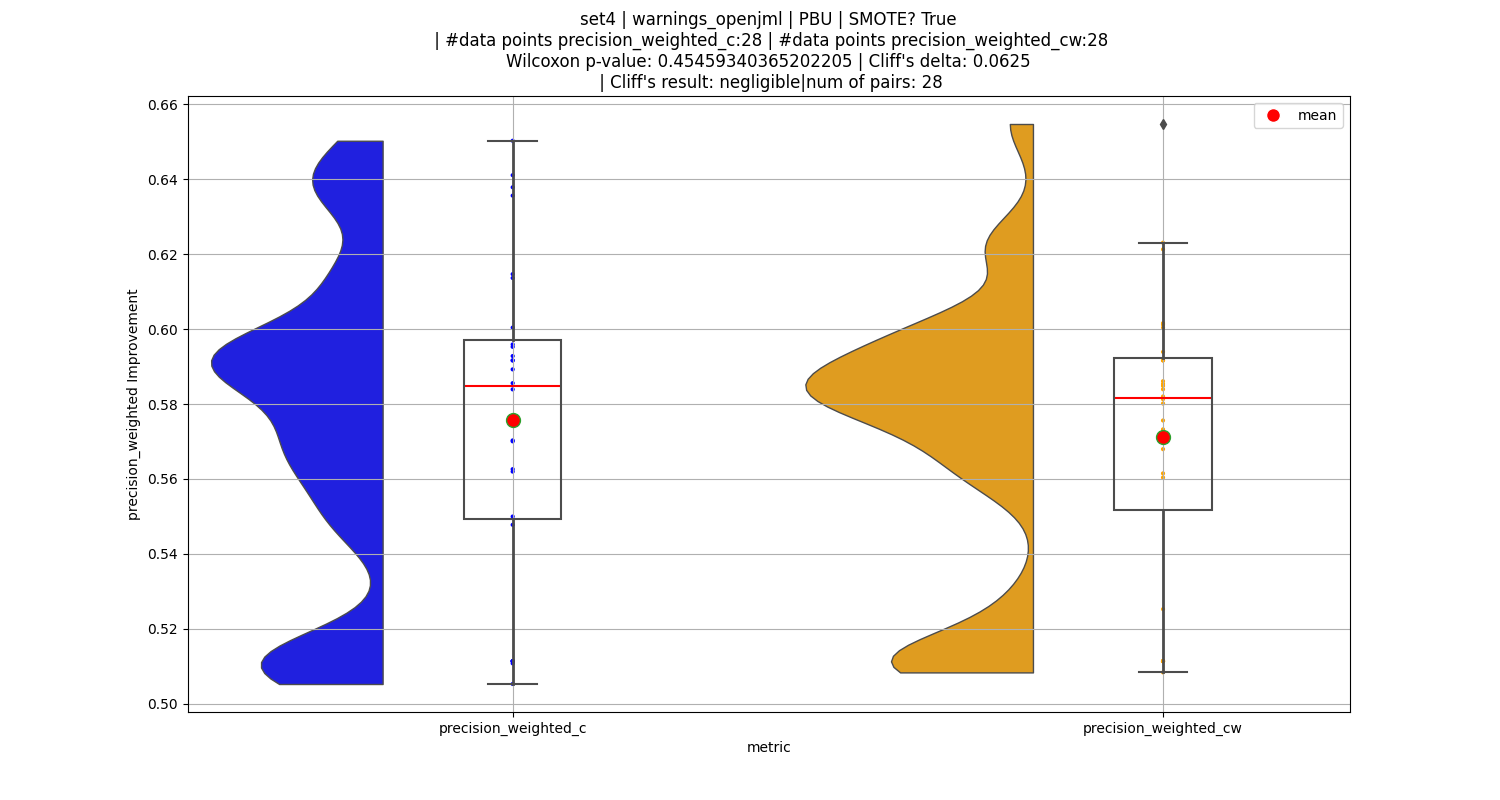 set4 | warnings_openjml | PBU | SMOTE? True
| #data points precision_weighted_c:28 | #data points precision_weighted_cw:28
Wilcoxon p-value: 0.45459340365202205 | Cliff's delta: 0.0625
| Cliff's result: negligible|num of pairs: 28
mean
0.66
0.64
0.62
0.60
0.58
0.56
0.54
0.52
0.50
precision_weighted Improvement
precision_weighted_c
precision_weighted_cw
metric